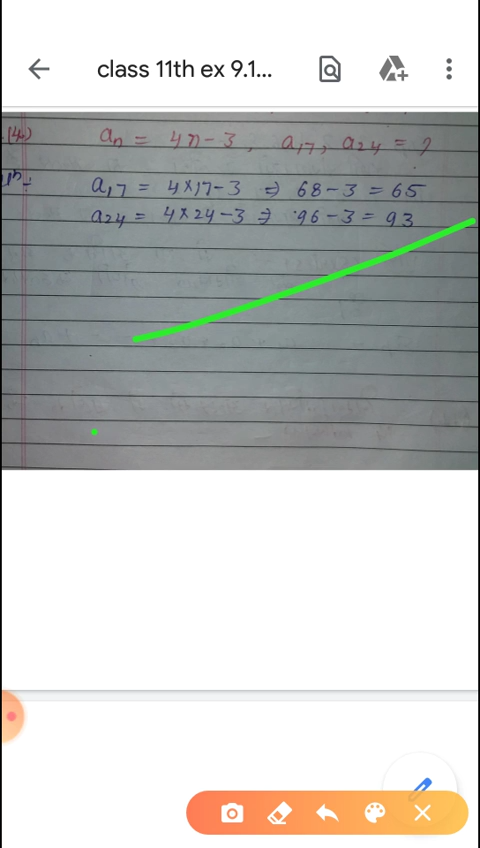 class 11th ex 9.1...
(4) an = 4n-3, a17, a24 = ?
a17 = 4×17-3 ⇒ 68-3 = 65
a24 = 4×24-3 ⇒ 96-3 = 93